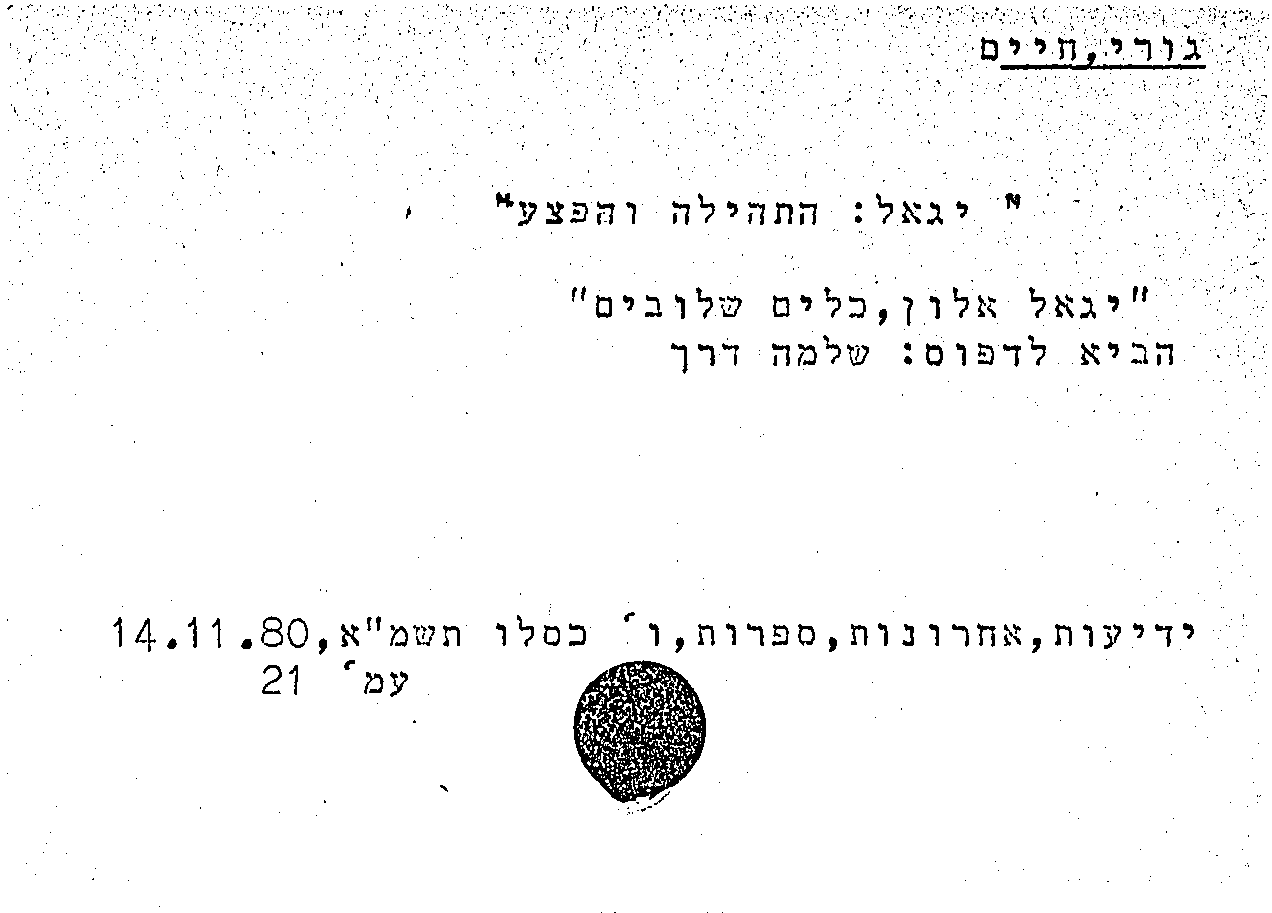 גורי,חיים
" יגאל: התהילה והפצע"
"יגאל אלון,כלים שלובים"
הביא לדפוס: שלמה דרך
ידיעות,אחרונות,ספרות,ו׳ כסלו תשמ"א,14.11.80
עמ׳ 21